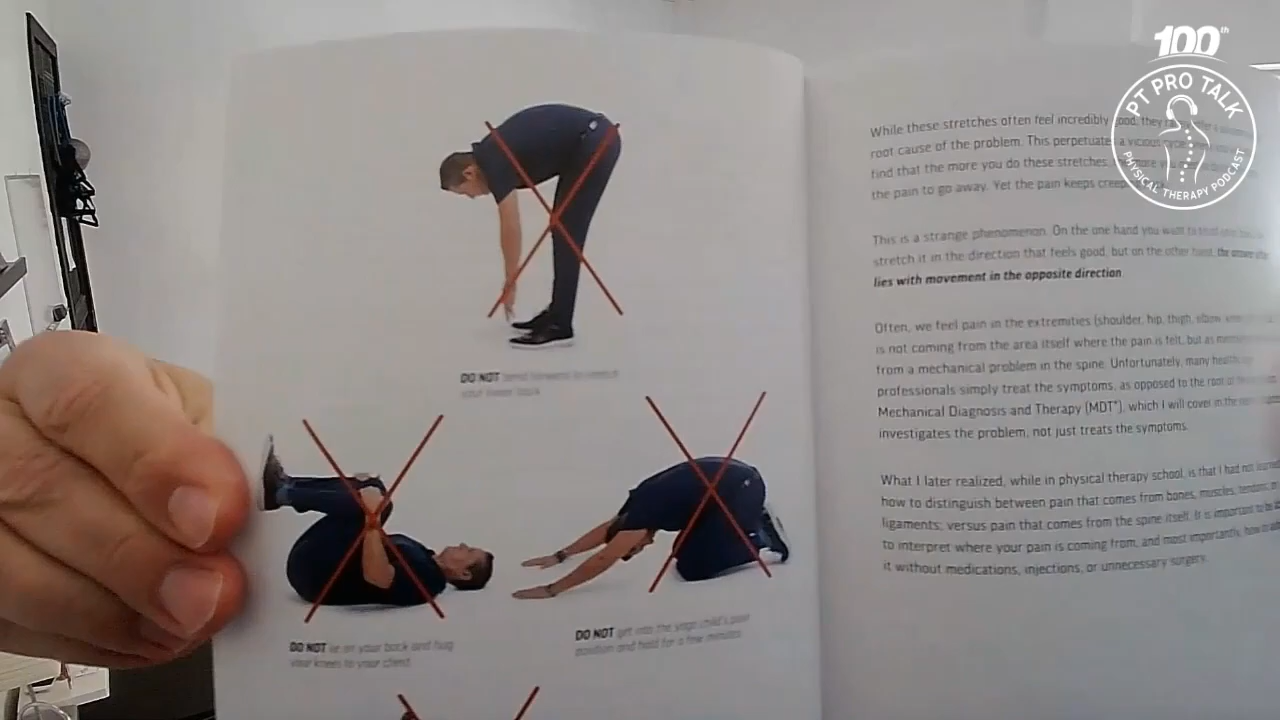 DO NOT bend forward to stretch
your lower back
DO NOT lie on your back and hug
your knees to your chest
DO NOT get into the yoga child's pose
position and hold for a few minutes
While these stretches often feel incredibly good, they
root cause of the problem. This perpetuates a vicious
find that the more you do these stretches,
the pain to go away. Yet the pain keeps
This is a strange phenomenon. On the one hand you want to
stretch it in the direction that feels good, but on the other hand, the answer
lies with movement in the opposite direction
Often, we feel pain in the extremities (shoulder, hip, thigh, elbow,
is not coming from the area itself where the pain is felt, but as
from a mechanical problem in the spine. Unfortunately, many
professionals simply treat the symptoms, as opposed to the root of
Mechanical Diagnosis and Therapy (MDT®), which I will cover in the
investigates the problem, not just treats the symptoms.
What I later realized, while in physical therapy school, is that I had not learned
how to distinguish between pain that comes from bones, muscles, tendons, or
ligaments; versus pain that comes from the spine itself. It is important to be
to interpret where your pain is coming from, and most importantly, how to
it without medications, injections, or unnecessary surgery.
100th
PT PRO TALK
PHYSICAL THERAPY PODCAST